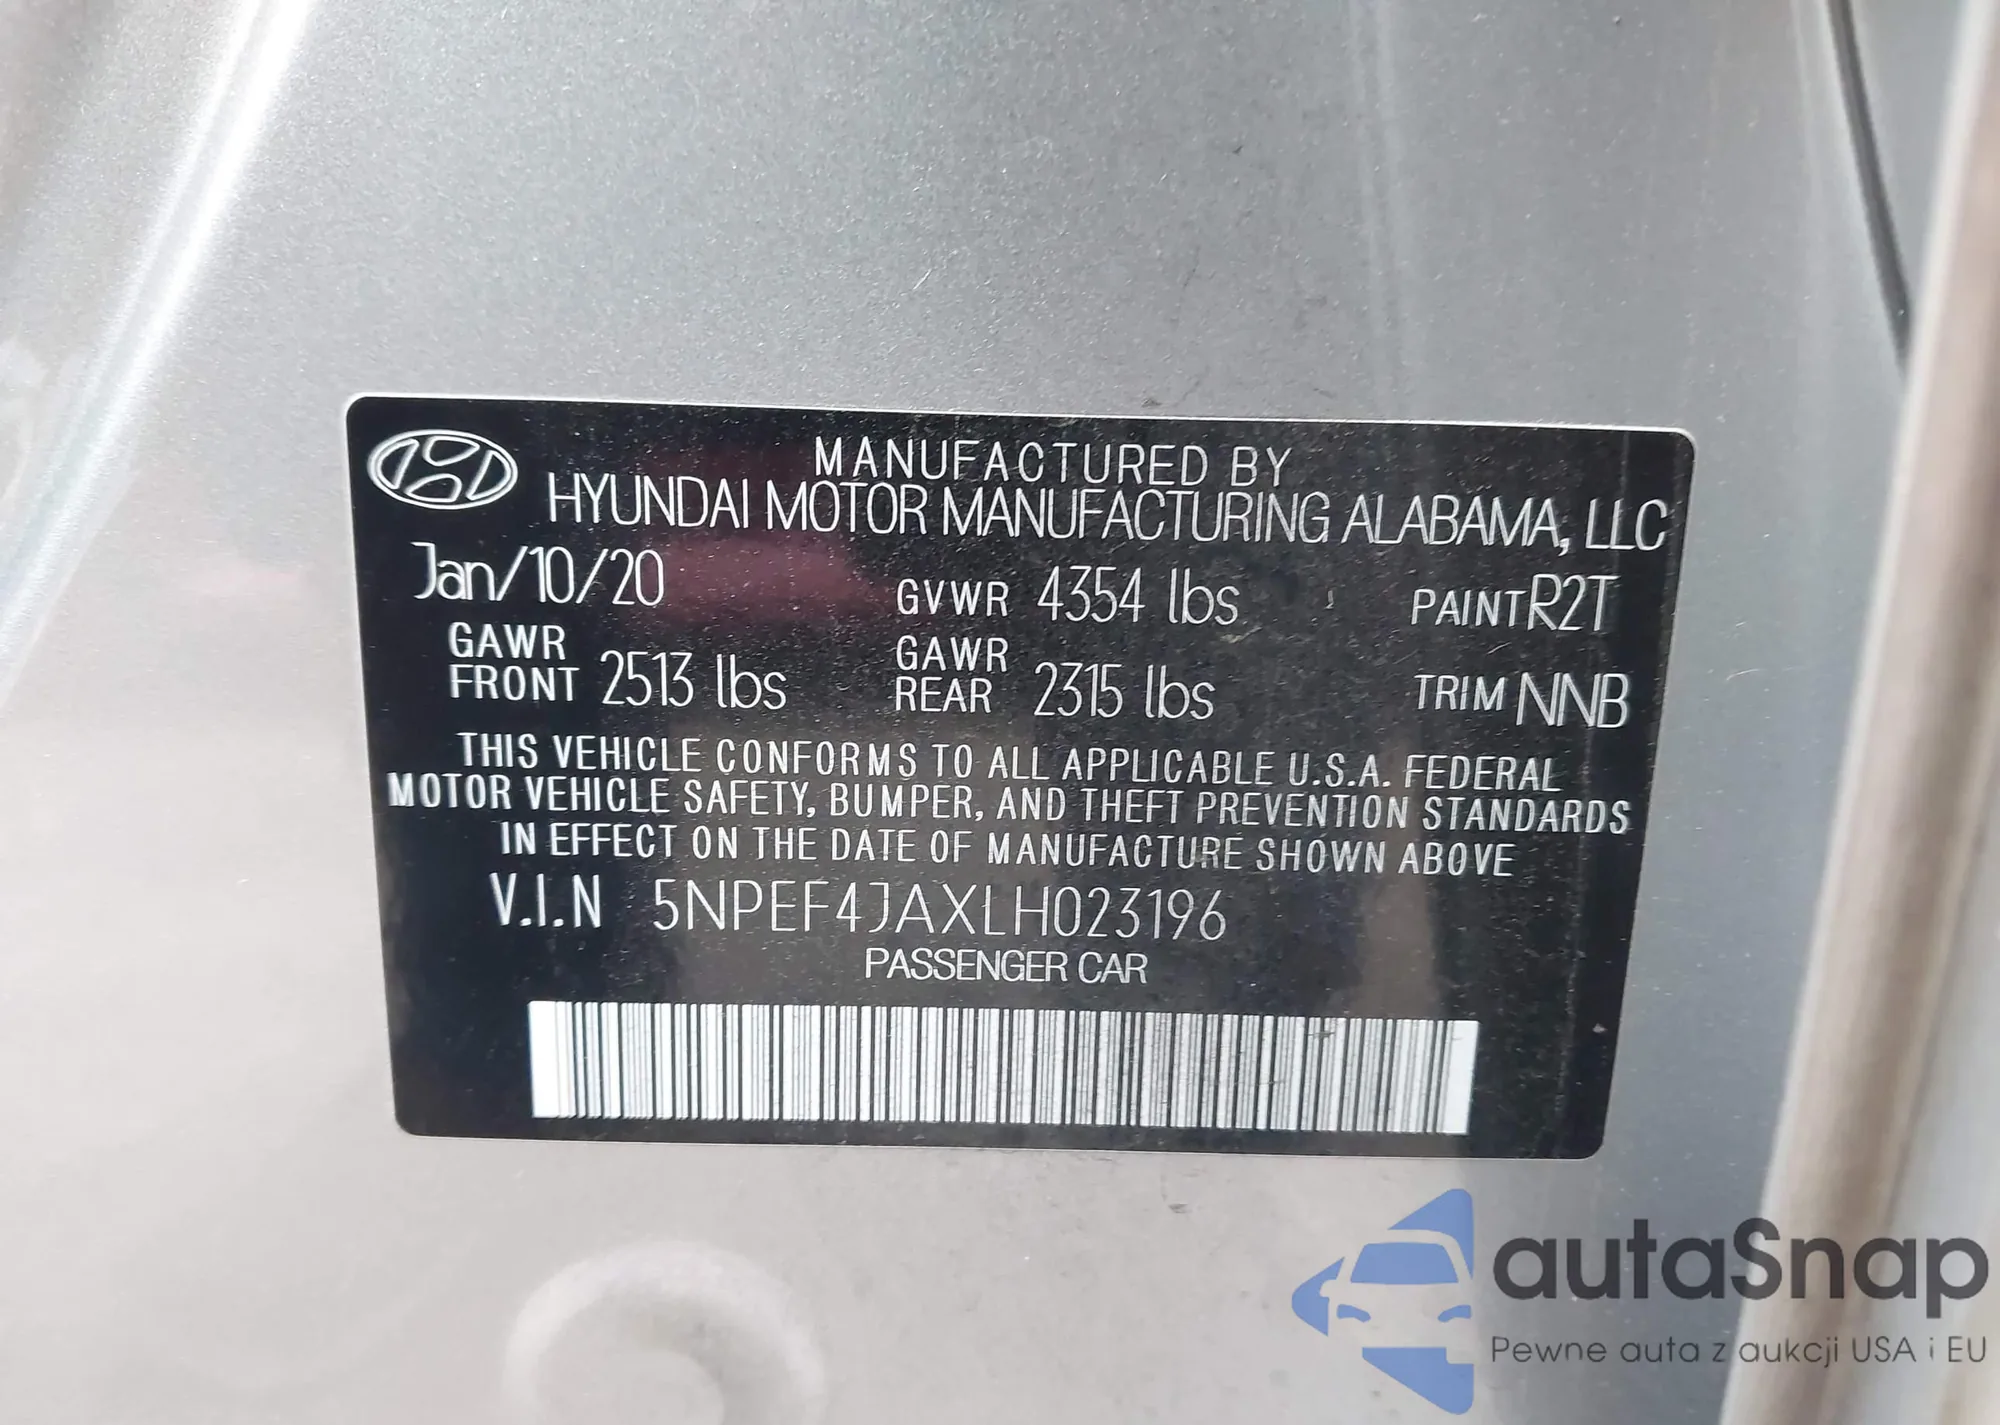 MANUFACTURED BY
HYUNDAI MOTOR MANUFACTURING ALABAMA, LLC
Jan/10/20 GVWR 4354 lbs PAINT R2T
GAWR FRONT 2513 lbs GAWR REAR 2315 lbs TRIM NNB
THIS VEHICLE CONFORMS TO ALL APPLICABLE U.S.A. FEDERAL
MOTOR VEHICLE SAFETY, BUMPER, AND THEFT PREVENTION STANDARDS
IN EFFECT ON THE DATE OF MANUFACTURE SHOWN ABOVE
V.I.N 5NPEF4JAXLH023196
PASSENGER CAR
autaSnap
Pewne auta z aukcji USA i EU